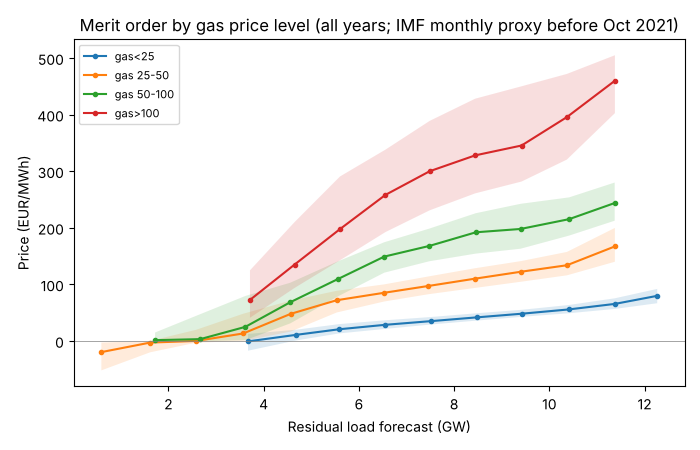 Merit order by gas price level (all years; IMF monthly proxy before Oct 2021)
gas<25
gas 25-50
gas 50-100
gas>100
Price (EUR/MWh)
500
400
300
200
100
0
2
4
6
8
10
12
Residual load forecast (GW)